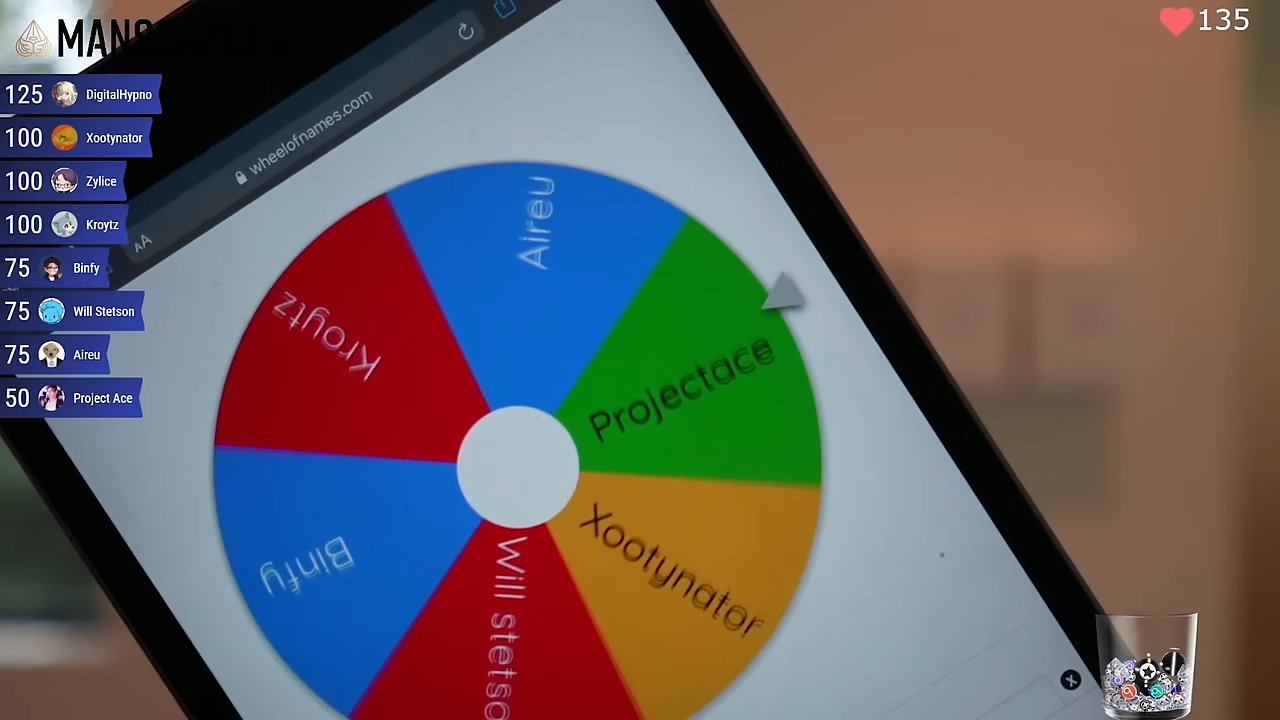 135
125 DigitalHypno
100 Xootynator
100 Zylice
100 Kroytz
75 Binfy
75 Will Stetson
75 Aireu
50 Project Ace
AA
wheelofnames.com
Aireu
Kroytz
Projectace
Xootynator
Binfy
Will stetso